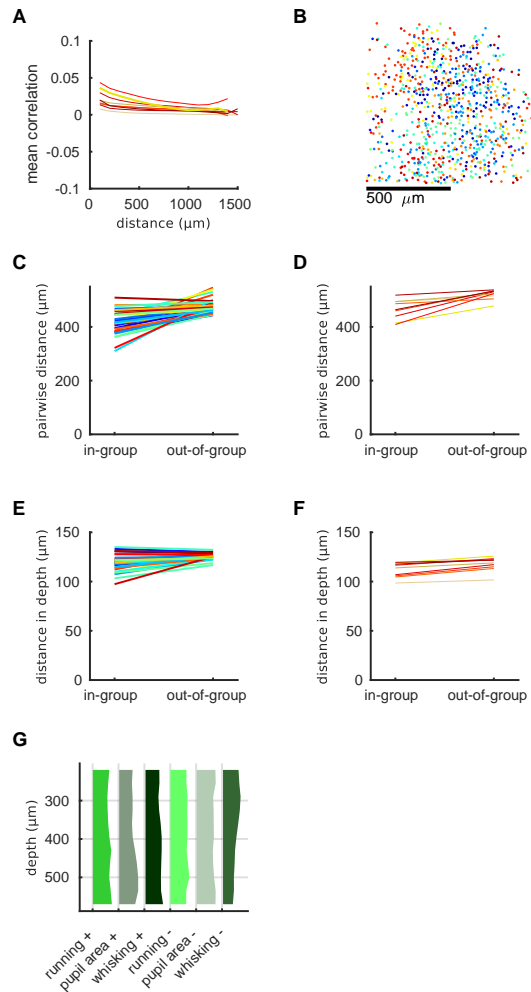 A
mean correlation
0.1
0.05
0
-0.05
-0.1
0
500
1000
1500
distance (μm)
B
500 μm
C
pairwise distance (μm)
400
200
0
in-group
out-of-group
D
pairwise distance (μm)
400
200
0
in-group
out-of-group
E
distance in depth (μm)
150
100
50
0
in-group
out-of-group
F
distance in depth (μm)
150
100
50
0
in-group
out-of-group
G
depth (μm)
300
400
500
running +
pupil area +
whisking +
running -
pupil area -
whisking -